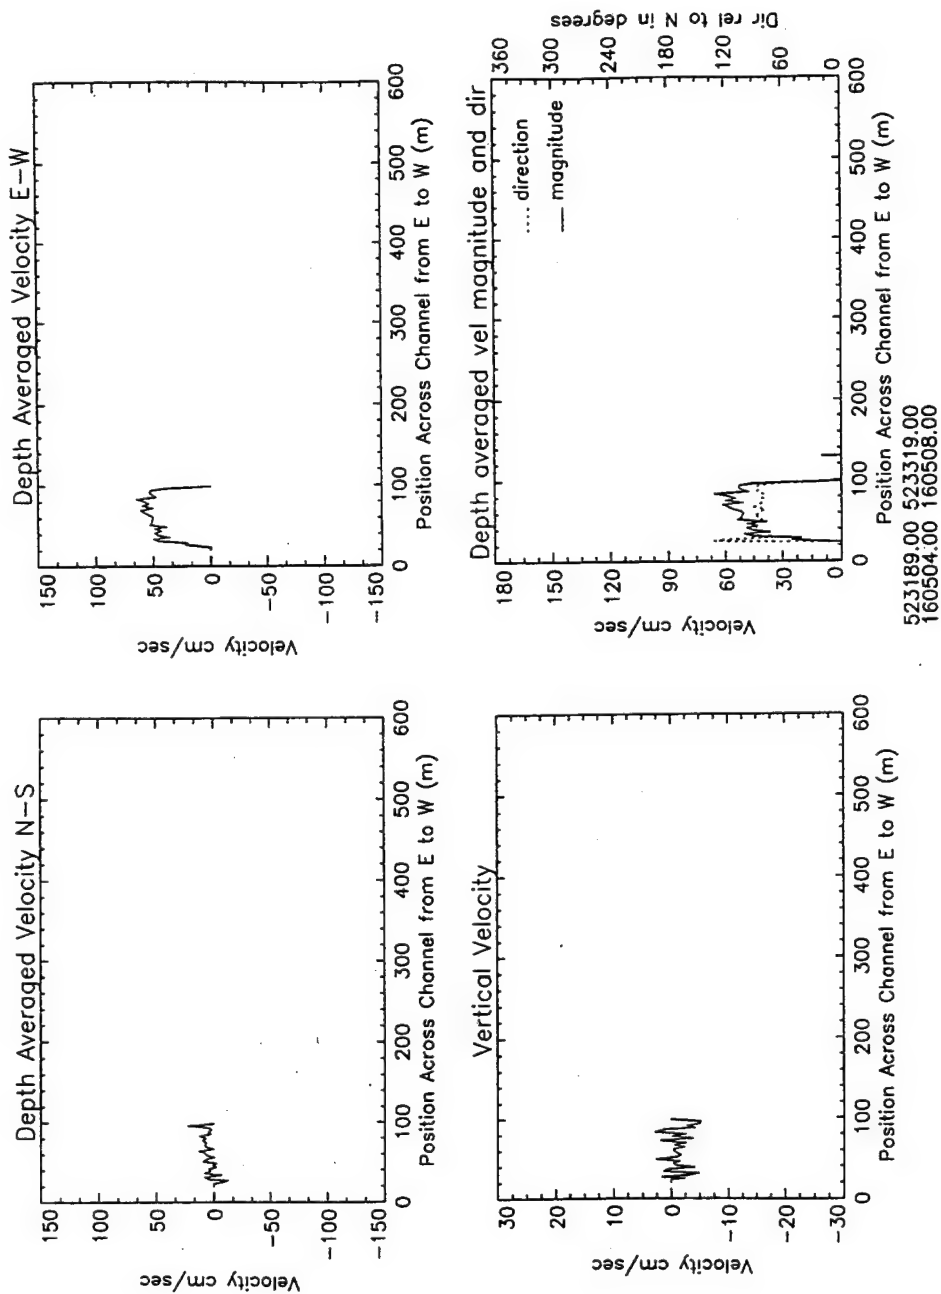 Depth Averaged Velocity N-S
150
100
50
0
-50
-100
-150
Velocity cm/sec
0 100 200 300 400 500 600
Position Across Channel from E to W (m)
Depth Averaged Velocity E-W
150
100
50
0
-50
-100
-150
Velocity cm/sec
0 100 200 300 400 500 600
Position Across Channel from E to W (m)
Vertical Velocity
30
20
10
0
-10
-20
-30
Velocity cm/sec
0 100 200 300 400 500 600
Position Across Channel from E to W (m)
Depth averaged vel magnitude and dir
180
150
120
90
60
30
0
Velocity cm/sec
direction
magnitude
360
300
240
180
120
60
0
Dir rel to N in degrees
0 100 200 300 400 500 600
Position Across Channel from E to W (m)
523189.00 523319.00
160504.00 160508.00